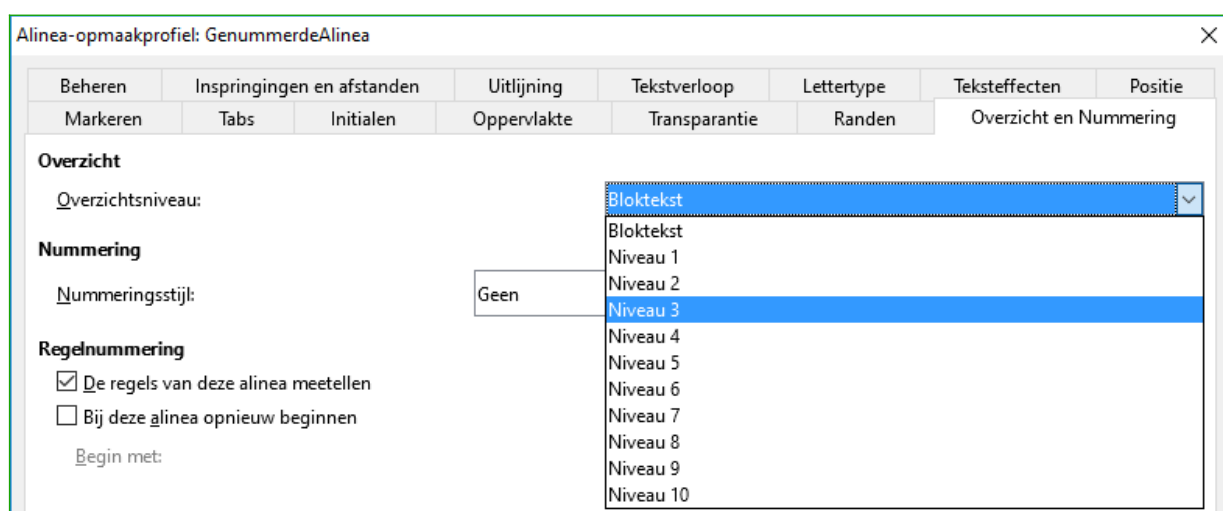 Alinea-opmaakprofiel: GenummerdeAlinea
Beheren Inspringingen en afstanden Uitlijning Tekstverloop Lettertype Teksteffecten Positie
Markeren Tabs Initialen Oppervlakte Transparantie Randen Overzicht en Nummering
Overzicht
Overzichtsniveau: Bloktekst
Bloktekst
Nummering
Niveau 1
Niveau 2
Nummeringsstijl: Geen
Niveau 3
Niveau 4
Regelnummering
Niveau 5
De regels van deze alinea meetellen
Niveau 6
Bij deze alinea opnieuw beginnen
Niveau 7
Niveau 8
Begin met:
Niveau 9
Niveau 10